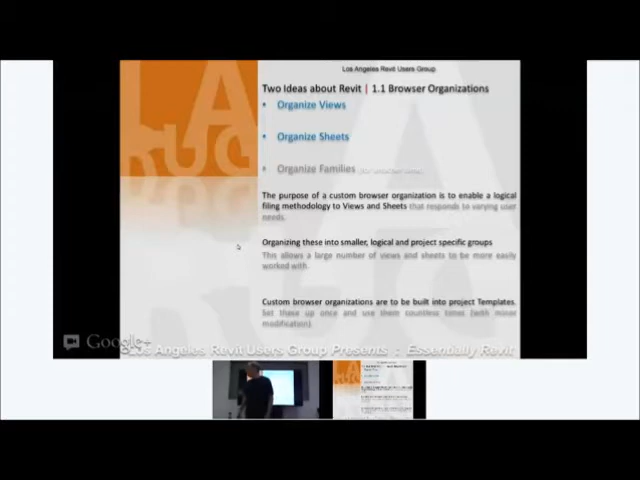 Los Angeles Revit Users Group
LA
RUG
Two Ideas about Revit | 1.1 Browser Organizations
• Organize Views
• Organize Sheets
• Organize Families
The purpose of a custom browser organization is to enable a logical
filing methodology to Views and Sheets that responds to varying user
needs.
Organizing these into smaller, logical and project specific groups
This allows a large number of views and sheets to be more easily
worked with.
Custom browser organizations are to be built into project Templates.
Set these up once and use them countless times (with minor
modification)
Google+
Los Angeles Revit Users Group Presents : Essentially Revit